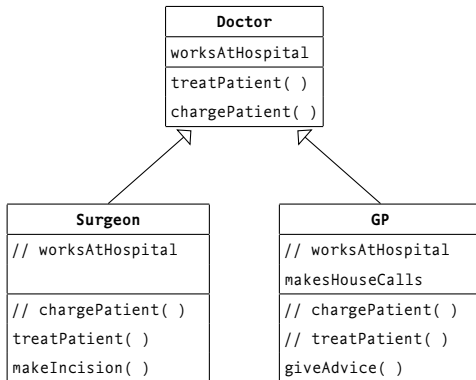 Doctor
worksAtHospital
treatPatient( )
chargePatient( )
Surgeon
// worksAtHospital
// chargePatient( )
treatPatient( )
makeIncision( )
GP
// worksAtHospital
makesHouseCalls
// chargePatient( )
// treatPatient( )
giveAdvice( )